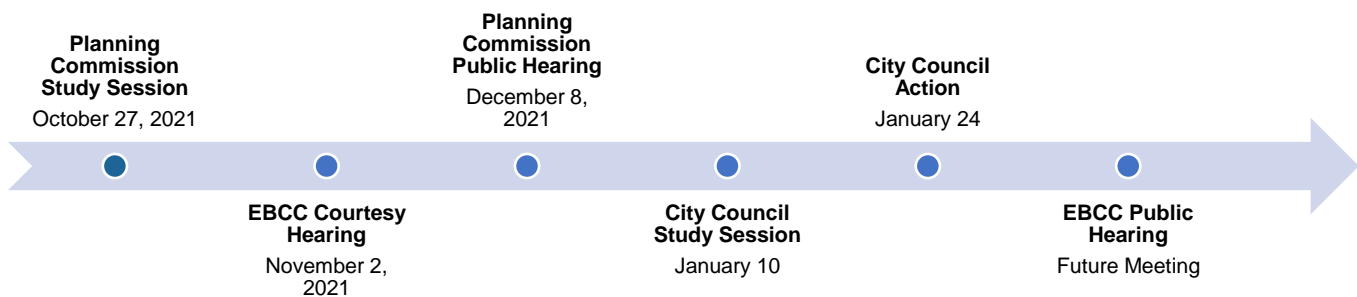 Planning
Commission
Study Session
October 27, 2021
EBCC Courtesy
Hearing
November 2,
2021
Planning
Commission
Public Hearing
December 8,
2021
City Council
Study Session
January 10
City Council
Action
January 24
EBCC Public
Hearing
Future Meeting